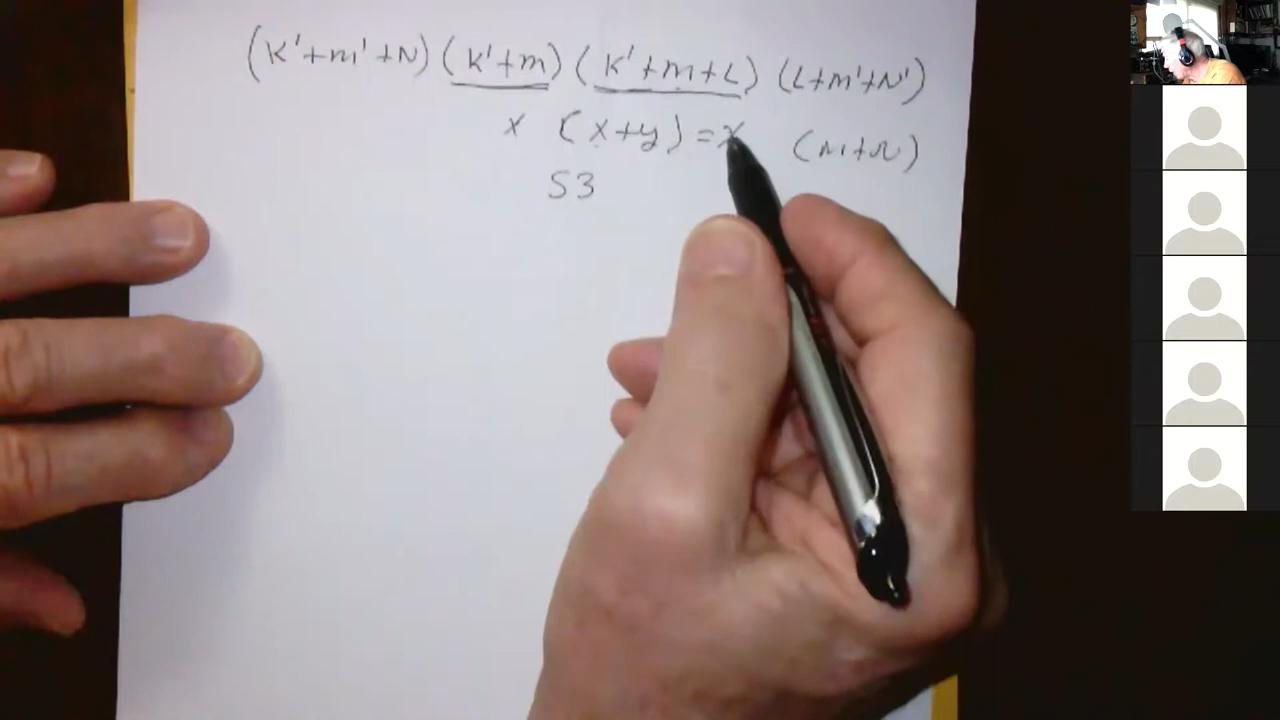 (K'+m'+N) (K'+m) (K'+m+L) (L+m'+N')
x (x+y) = x (m+N)
S3